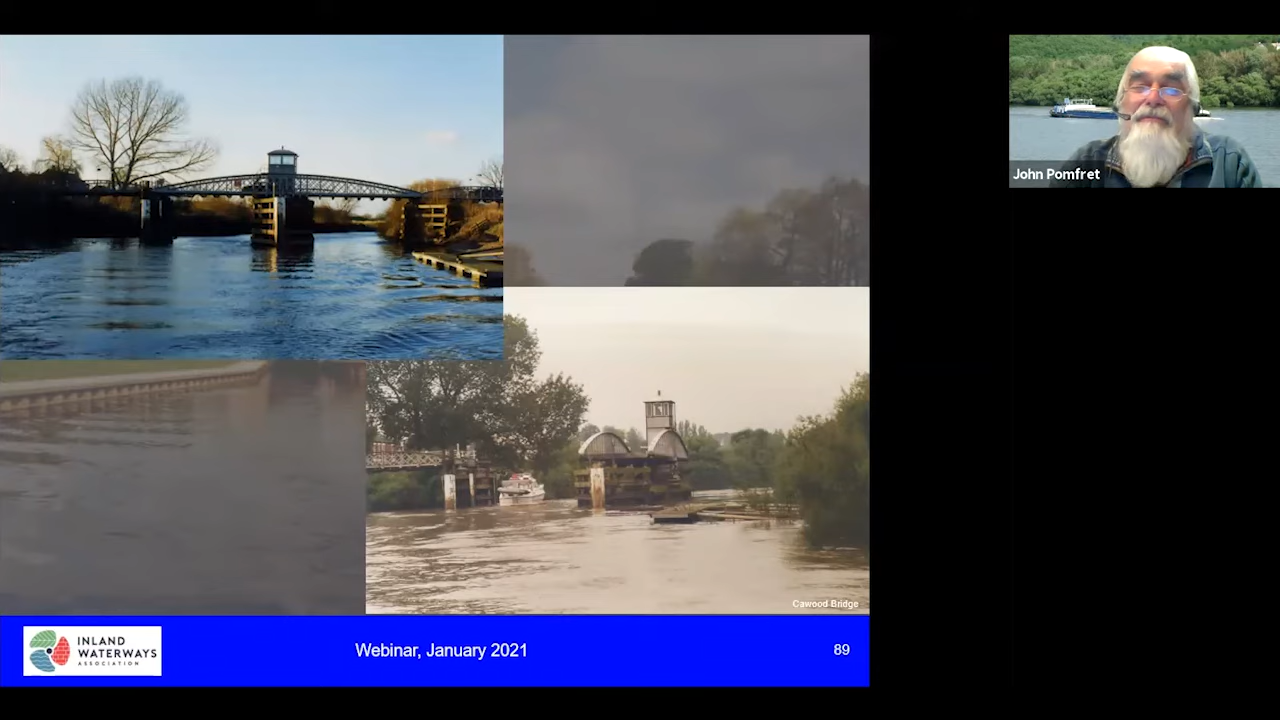 John Pomfret
Cawood Bridge
INLAND
WATERWAYS
ASSOCIATION
Webinar, January 2021
89